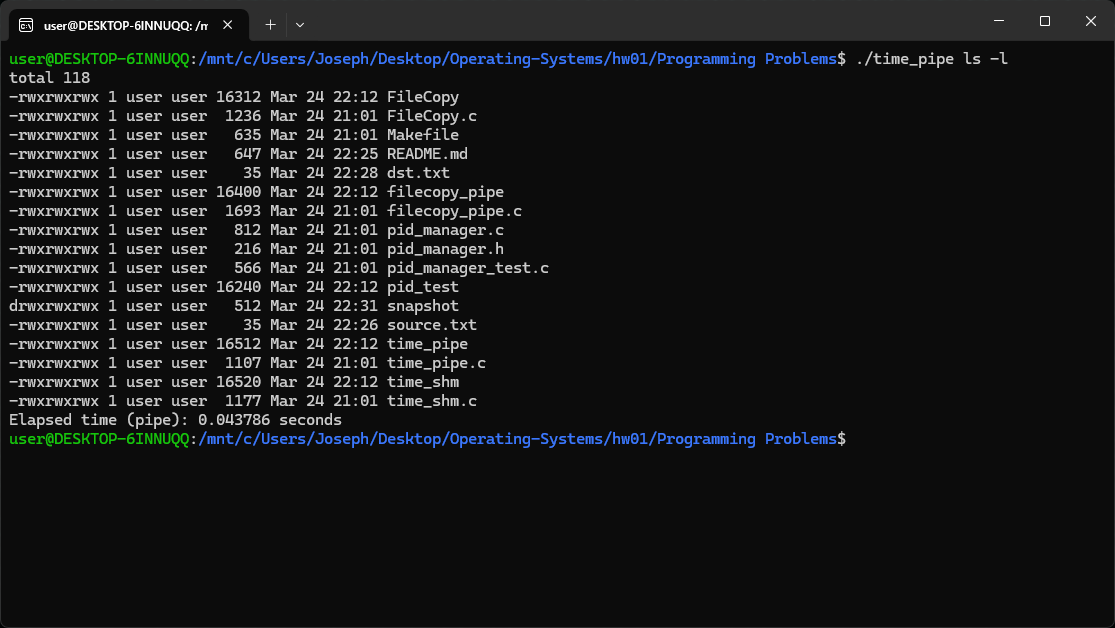 user@DESKTOP-6INNUQQ: /m
user@DESKTOP-6INNUQQ:/mnt/c/Users/Joseph/Desktop/Operating-Systems/hw01/Programming Problems$ ./time_pipe ls -l
total 118
-rwxrwxrwx 1 user user 16312 Mar 24 22:12 FileCopy
-rwxrwxrwx 1 user user  1236 Mar 24 21:01 FileCopy.c
-rwxrwxrwx 1 user user   635 Mar 24 21:01 Makefile
-rwxrwxrwx 1 user user   647 Mar 24 22:25 README.md
-rwxrwxrwx 1 user user    35 Mar 24 22:28 dst.txt
-rwxrwxrwx 1 user user 16400 Mar 24 22:12 filecopy_pipe
-rwxrwxrwx 1 user user  1693 Mar 24 21:01 filecopy_pipe.c
-rwxrwxrwx 1 user user   812 Mar 24 21:01 pid_manager.c
-rwxrwxrwx 1 user user   216 Mar 24 21:01 pid_manager.h
-rwxrwxrwx 1 user user   566 Mar 24 21:01 pid_manager_test.c
-rwxrwxrwx 1 user user 16240 Mar 24 22:12 pid_test
drwxrwxrwx 1 user user   512 Mar 24 22:31 snapshot
-rwxrwxrwx 1 user user    35 Mar 24 22:26 source.txt
-rwxrwxrwx 1 user user 16512 Mar 24 22:12 time_pipe
-rwxrwxrwx 1 user user  1107 Mar 24 21:01 time_pipe.c
-rwxrwxrwx 1 user user 16520 Mar 24 22:12 time_shm
-rwxrwxrwx 1 user user  1177 Mar 24 21:01 time_shm.c
Elapsed time (pipe): 0.043786 seconds
user@DESKTOP-6INNUQQ:/mnt/c/Users/Joseph/Desktop/Operating-Systems/hw01/Programming Problems$